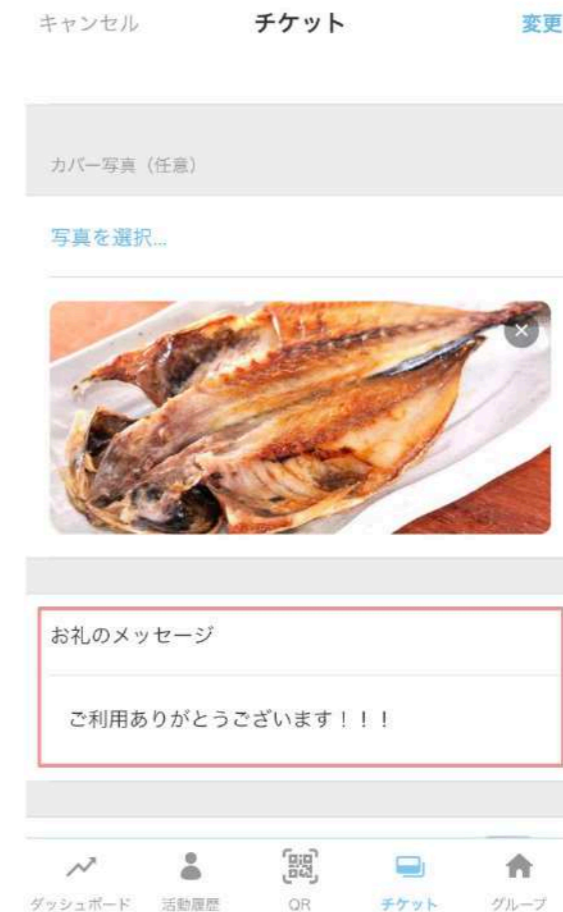 キャンセル チケット 変更
カバー写真（任意）
写真を選択...
お礼のメッセージ
ご利用ありがとうございます！！！
ダッシュボード 活動履歴 QR チケット グループ